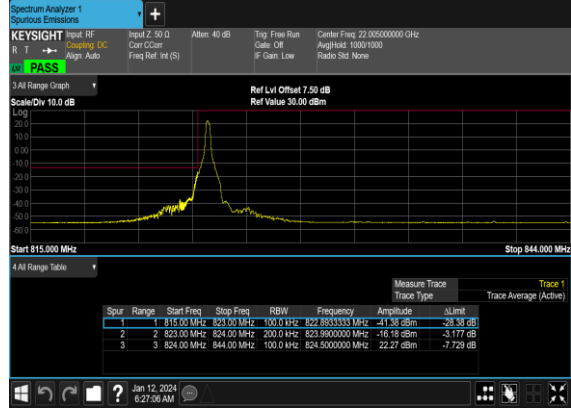 Spectrum Analyzer 1
Spurious Emissions
+
KEYSIGHT Input: RF Input Z: 50 Ω Atten: 40 dB Trig: Free Run Center Freq: 22.005000000 GHz
R T Coupling: DC Corr CCorr Gate: Off Avg|Hold: 1000/1000
Align: Auto Freq Ref: Int (S) IF Gain: Low Radio Std: None
PASS
3 All Range Graph
Ref Lvl Offset 7.50 dB
Scale/Div 10.0 dB Ref Value 30.00 dBm
Log
20.0
10.0
0.00
-10.0
-20.0
-30.0
-40.0
-50.0
-60.0
Start 815.000 MHz Stop 844.000 MHz
4 All Range Table
Measure Trace Trace 1
Trace Type Trace Average (Active)
Spur Range Start Freq Stop Freq RBW Frequency Amplitude ΔLimit
1 1 815.00 MHz 823.00 MHz 100.0 kHz 822.8933333 MHz -41.38 dBm -28.38 dB
2 2 823.00 MHz 824.00 MHz 200.0 kHz 823.9900000 MHz -16.18 dBm -3.177 dB
3 3 824.00 MHz 844.00 MHz 100.0 kHz 824.5000000 MHz 22.27 dBm -7.729 dB
? Jan 12, 2024
6:27:06 AM